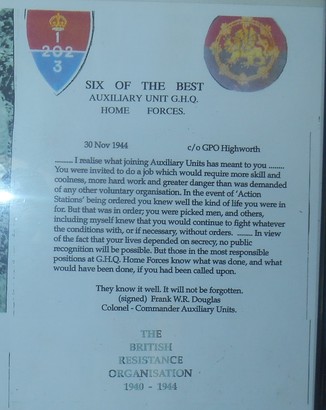 1
202
3
SIX OF THE BEST
AUXILIARY UNIT G.H.Q.
HOME FORCES.
30 Nov 1944 c/o GPO Highworth
......... I realise what joining Auxiliary Units has meant to you ........
You were invited to do a job which would require more skill and
coolness, more hard work and greater danger than was demanded
of any other voluntary organisation. In the event of 'Action
Stations' being ordered you knew well the kind of life you were in
for. But that was in order; you were picked men, and others,
including myself knew that you would continue to fight whatever
the conditions with, or if necessary, without orders. ....... In view
of the fact that your lives depended on secrecy, no public
recognition will be possible. But those in the most responsible
positions at G.H.Q. Home Forces know what was done, and what
would have been done, if you had been called upon.
They know it well. It will not be forgotten.
(signed) Frank W.R. Douglas
Colonel - Commander Auxiliary Units.
THE
BRITISH
RESISTANCE
ORGANISATION
1940 - 1944